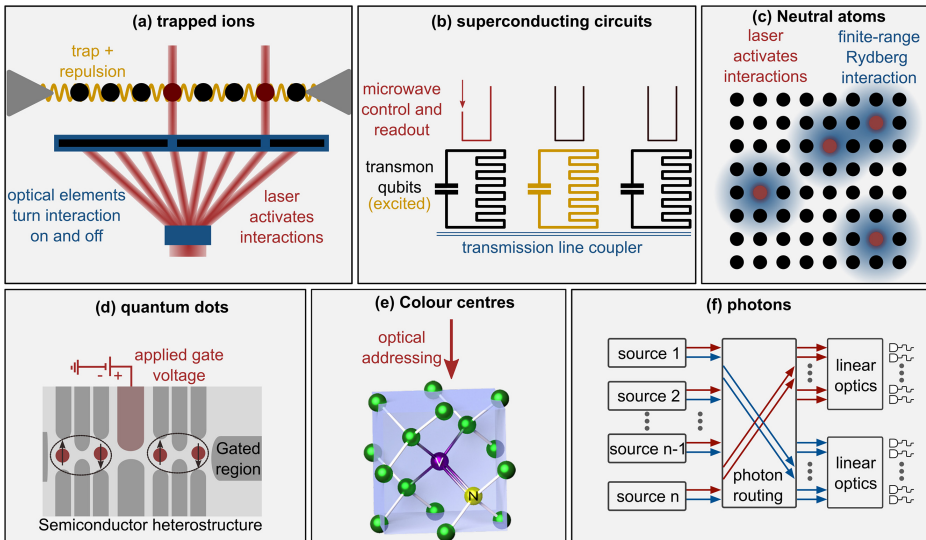 (a) trapped ions
trap +
repulsion
optical elements
turn interaction
on and off
laser
activates
interactions
(b) superconducting circuits
microwave
control and
readout
transmon
qubits
(excited)
transmission line coupler
(c) Neutral atoms
laser
activates
interactions
finite-range
Rydberg
interaction
(d) quantum dots
applied gate
voltage
- +
Gated
region
Semiconductor heterostructure
(e) Colour centres
optical
addressing
V
N
(f) photons
source 1
source 2
source n-1
source n
photon
routing
linear
optics
linear
optics